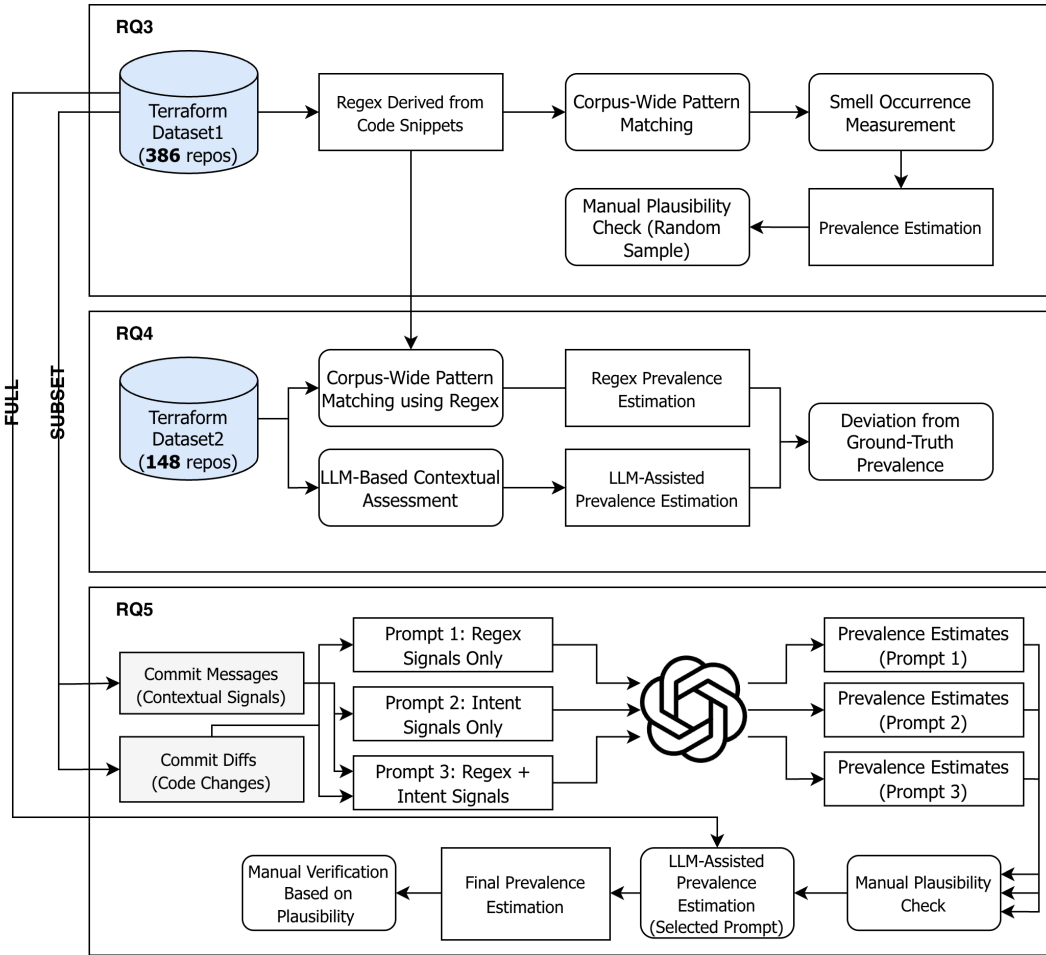 RQ3
Terraform
Dataset1
(386 repos)
Regex Derived from
Code Snippets
Corpus-Wide Pattern
Matching
Smell Occurrence
Measurement
Manual Plausibility
Check (Random
Sample)
Prevalence Estimation
FULL
SUBSET
RQ4
Terraform
Dataset2
(148 repos)
Corpus-Wide Pattern
Matching using Regex
Regex Prevalence
Estimation
LLM-Based Contextual
Assessment
LLM-Assisted
Prevalence Estimation
Deviation from
Ground-Truth
Prevalence
RQ5
Commit Messages
(Contextual Signals)
Commit Diffs
(Code Changes)
Prompt 1: Regex
Signals Only
Prompt 2: Intent
Signals Only
Prompt 3: Regex +
Intent Signals
Prevalence Estimates
(Prompt 1)
Prevalence Estimates
(Prompt 2)
Prevalence Estimates
(Prompt 3)
Manual Verification
Based on
Plausibility
Final Prevalence
Estimation
LLM-Assisted
Prevalence
Estimation
(Selected Prompt)
Manual Plausibility
Check